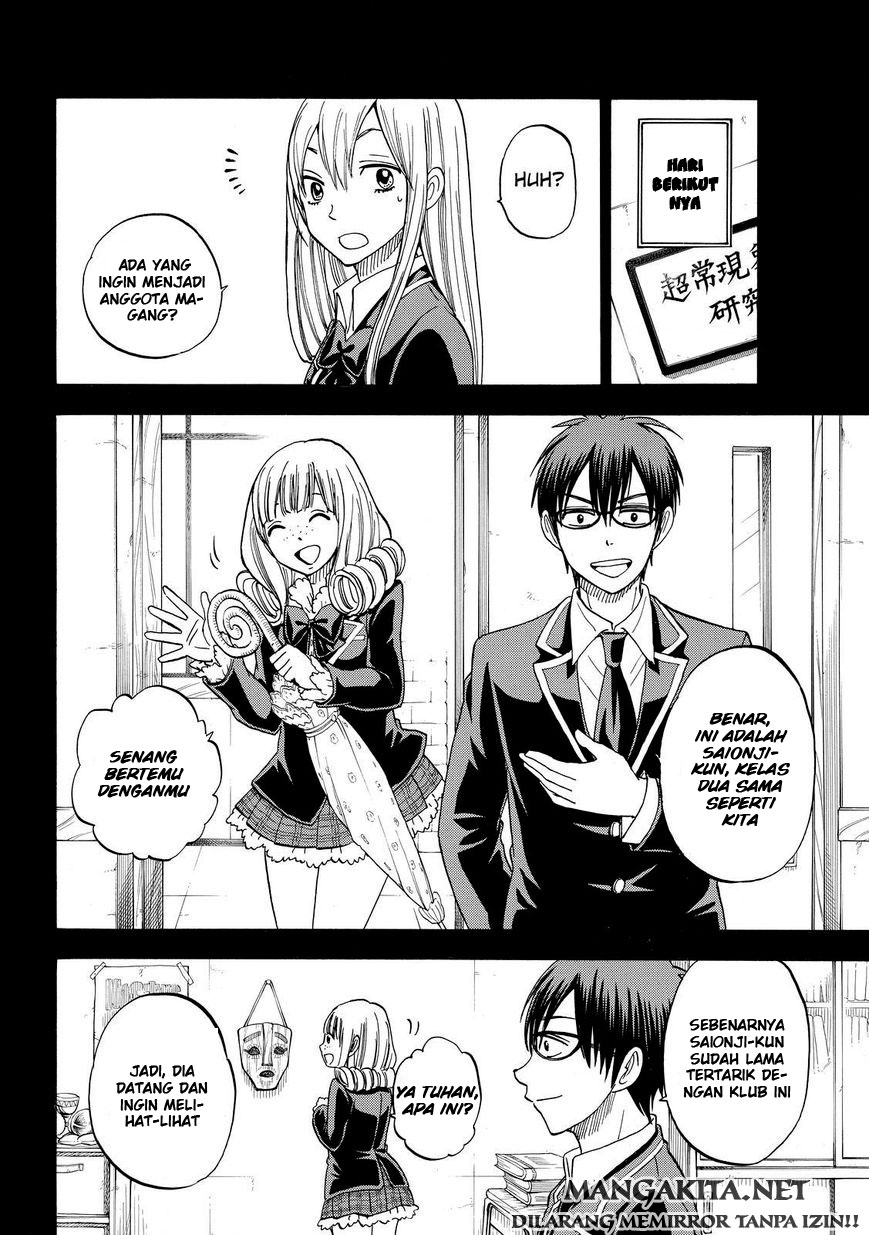 HARI
BERIKUT
NYA
超常現
研究
HUH?
ADA YANG
INGIN MENJADI
ANGGOTA MA-
GANG?
BENAR,
INI ADALAH
SAIONJI-
KUN, KELAS
DUA SAMA
SEPERTI
KITA
SENANG
BERTEMU
DENGANMU
SEBENARNYA
SAIONJI-KUN
SUDAH LAMA
TERTARIK DE-
NGAN KLUB INI
YA TUHAN,
APA INI?
JADI, DIA
DATANG DAN
INGIN MELI-
HAT-LIHAT
MANGAKITA.NET
DILARANG MEMIRROR TANPA IZIN!!